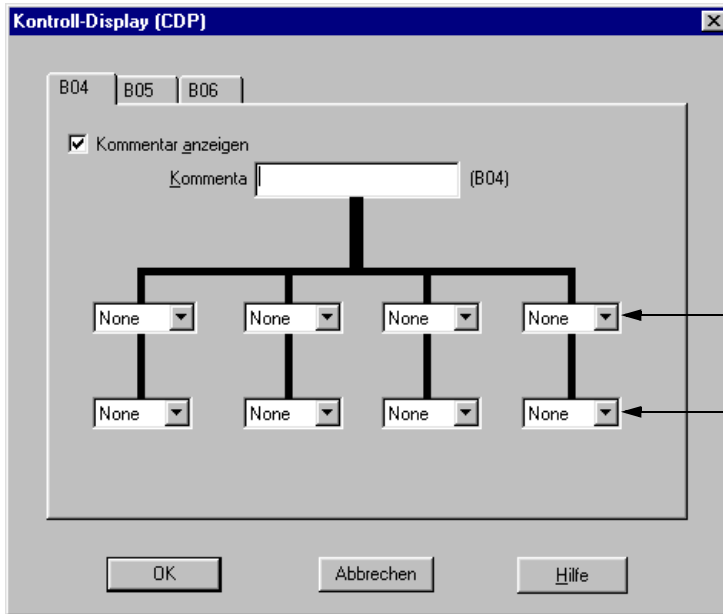 Kontroll-Display (CDP)
B04 B05 B06
Kommentar anzeigen
Kommenta (B04)
None None None None
None None None None
OK Abbrechen Hilfe